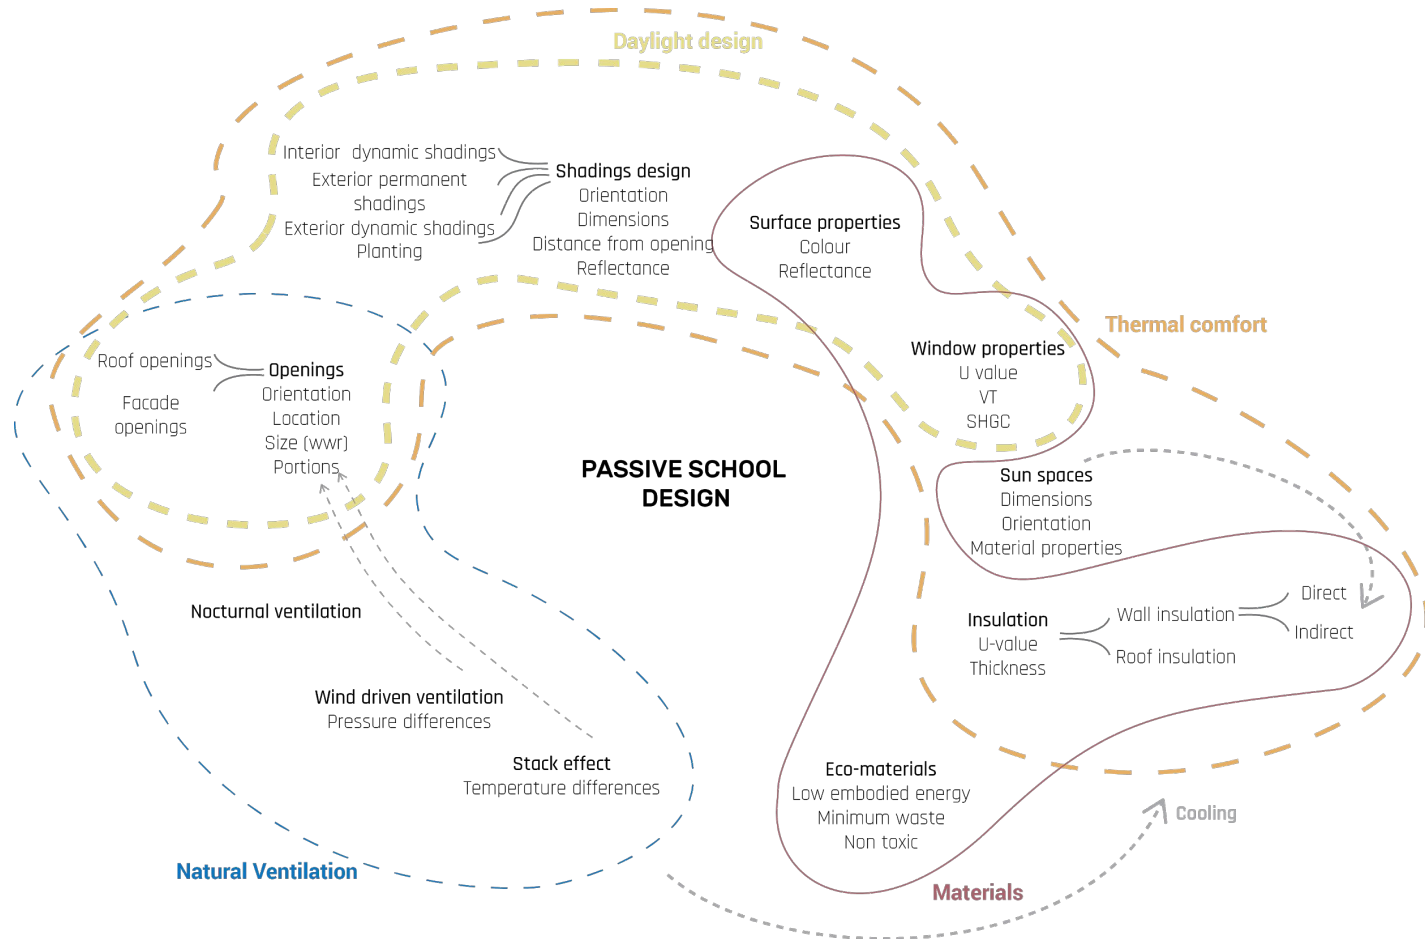 Daylight design
Interior  dynamic shadings
Exterior permanent
shadings
Exterior dynamic shadings
Planting
Shadings design
Orientation
Dimensions
Distance from opening
Reflectance
Surface properties
Colour
Reflectance
Thermal comfort
Window properties
U value
VT
SHGC
Roof openings
Facade
openings
Openings
Orientation
Location
Size (wwr)
Portions
PASSIVE SCHOOL
DESIGN
Sun spaces
Dimensions
Orientation
Material properties
Nocturnal ventilation
Insulation
U-value
Thickness
Wall insulation
Roof insulation
Direct
Indirect
Wind driven ventilation
Pressure differences
Stack effect
Temperature differences
Eco-materials
Low embodied energy
Minimum waste
Non toxic
Cooling
Natural Ventilation
Materials